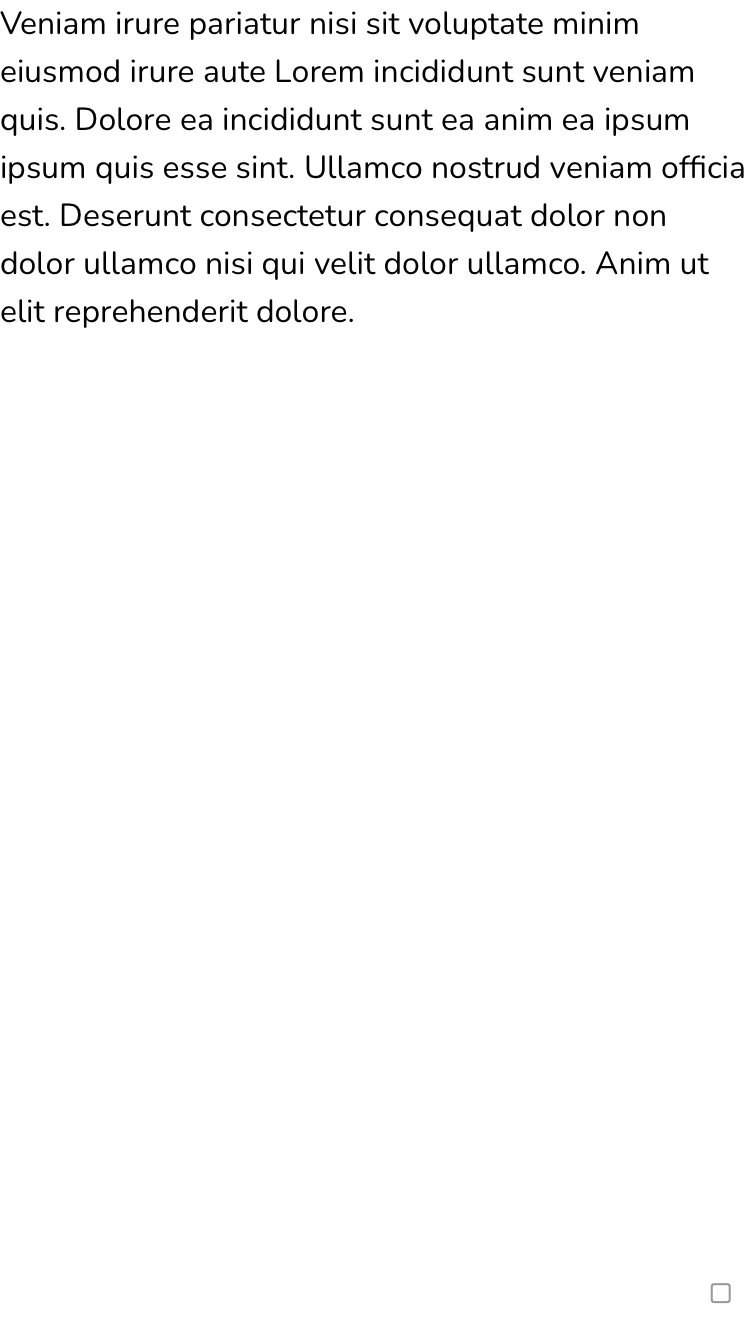 Veniam irure pariatur nisi sit voluptate minim
eiusmod irure aute Lorem incididunt sunt veniam
quis. Dolore ea incididunt sunt ea anim ea ipsum
ipsum quis esse sint. Ullamco nostrud veniam officia
est. Deserunt consectetur consequat dolor non
dolor ullamco nisi qui velit dolor ullamco. Anim ut
elit reprehenderit dolore.